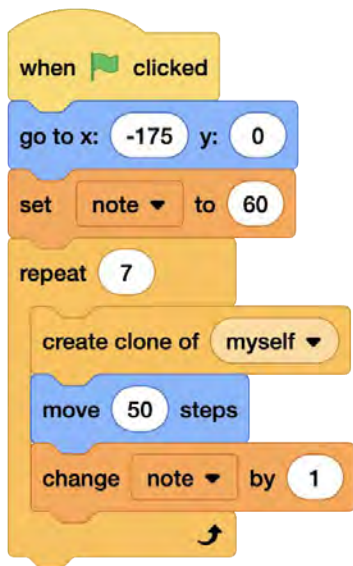 when clicked
go to x: -175 y: 0
set note to 60
repeat 7
create clone of myself
move 50 steps
change note by 1